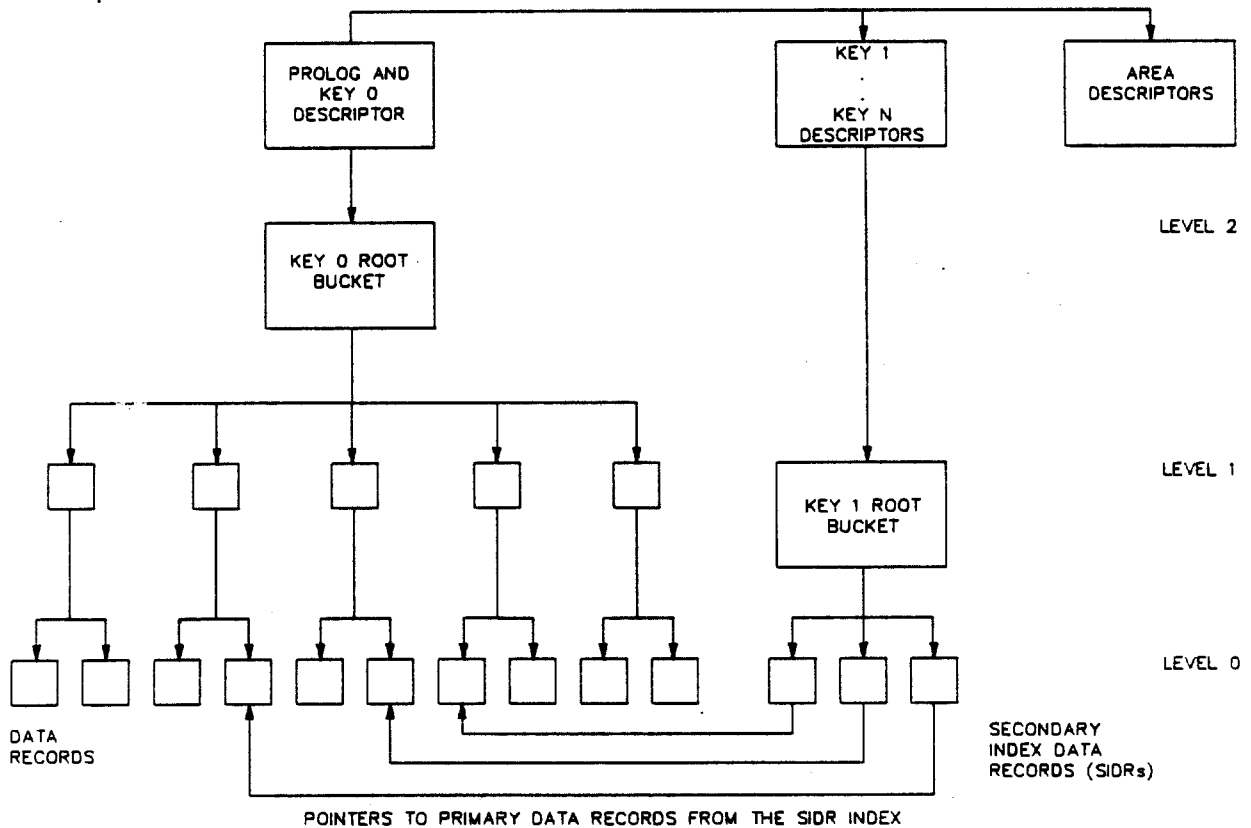 PROLOG AND
KEY 0
DESCRIPTOR
KEY 1
.
.
KEY N
DESCRIPTORS
AREA
DESCRIPTORS
LEVEL 2
KEY 0 ROOT
BUCKET
LEVEL 1
KEY 1 ROOT
BUCKET
LEVEL 0
DATA
RECORDS
SECONDARY
INDEX DATA
RECORDS (SIDRs)
POINTERS TO PRIMARY DATA RECORDS FROM THE SIDR INDEX